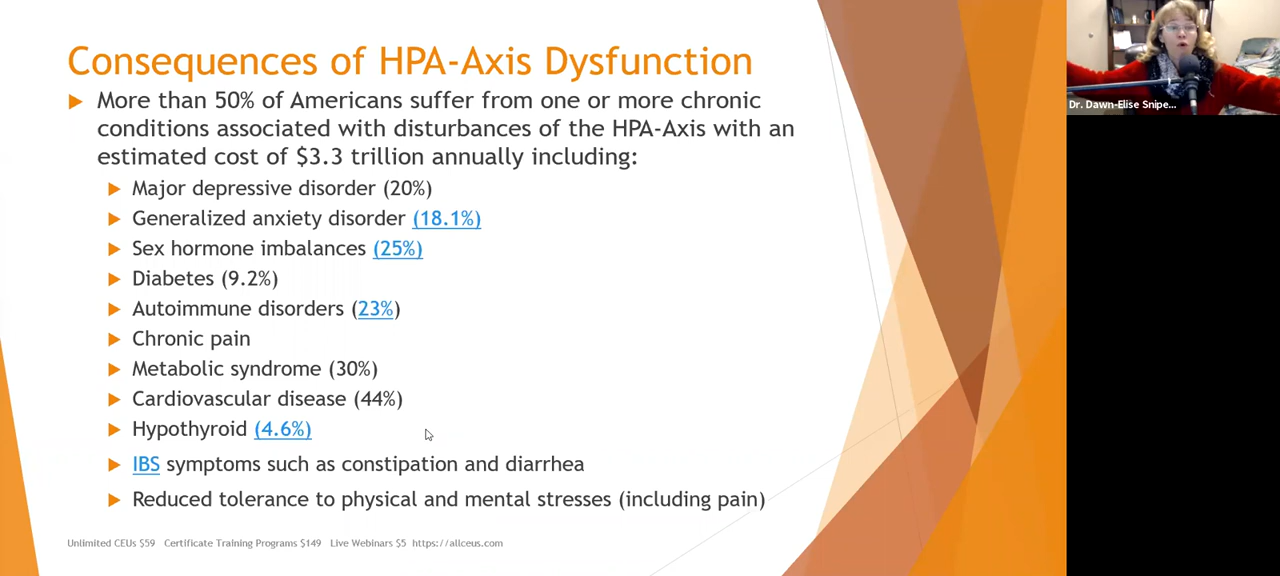 Consequences of HPA-Axis Dysfunction
More than 50% of Americans suffer from one or more chronic
conditions associated with disturbances of the HPA-Axis with an
estimated cost of $3.3 trillion annually including:
Major depressive disorder (20%)
Generalized anxiety disorder (18.1%)
Sex hormone imbalances (25%)
Diabetes (9.2%)
Autoimmune disorders (23%)
Chronic pain
Metabolic syndrome (30%)
Cardiovascular disease (44%)
Hypothyroid (4.6%)
IBS symptoms such as constipation and diarrhea
Reduced tolerance to physical and mental stresses (including pain)
Unlimited CEUs $59 Certificate Training Programs $149 Live Webinars $5 https://allceus.com
Dr. Dawn-Elise Snipe...